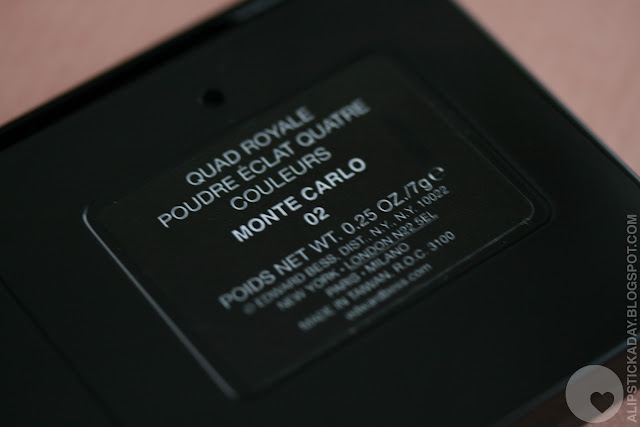 QUAD ROYALE
POUDRE ÉCLAT QUATRE
COULEURS
MONTE CARLO
02
POIDS NET WT. 0.25 OZ./7g℮
© EDWARD BESS. DIST. N.Y., N.Y. 10022
NEW YORK • LONDON N22 5EL
PARIS • MILANO
MADE IN TAIWAN, R.O.C. 3100
edwardbess.com
ALIPSTICKADAY.BLOGSPOT.COM